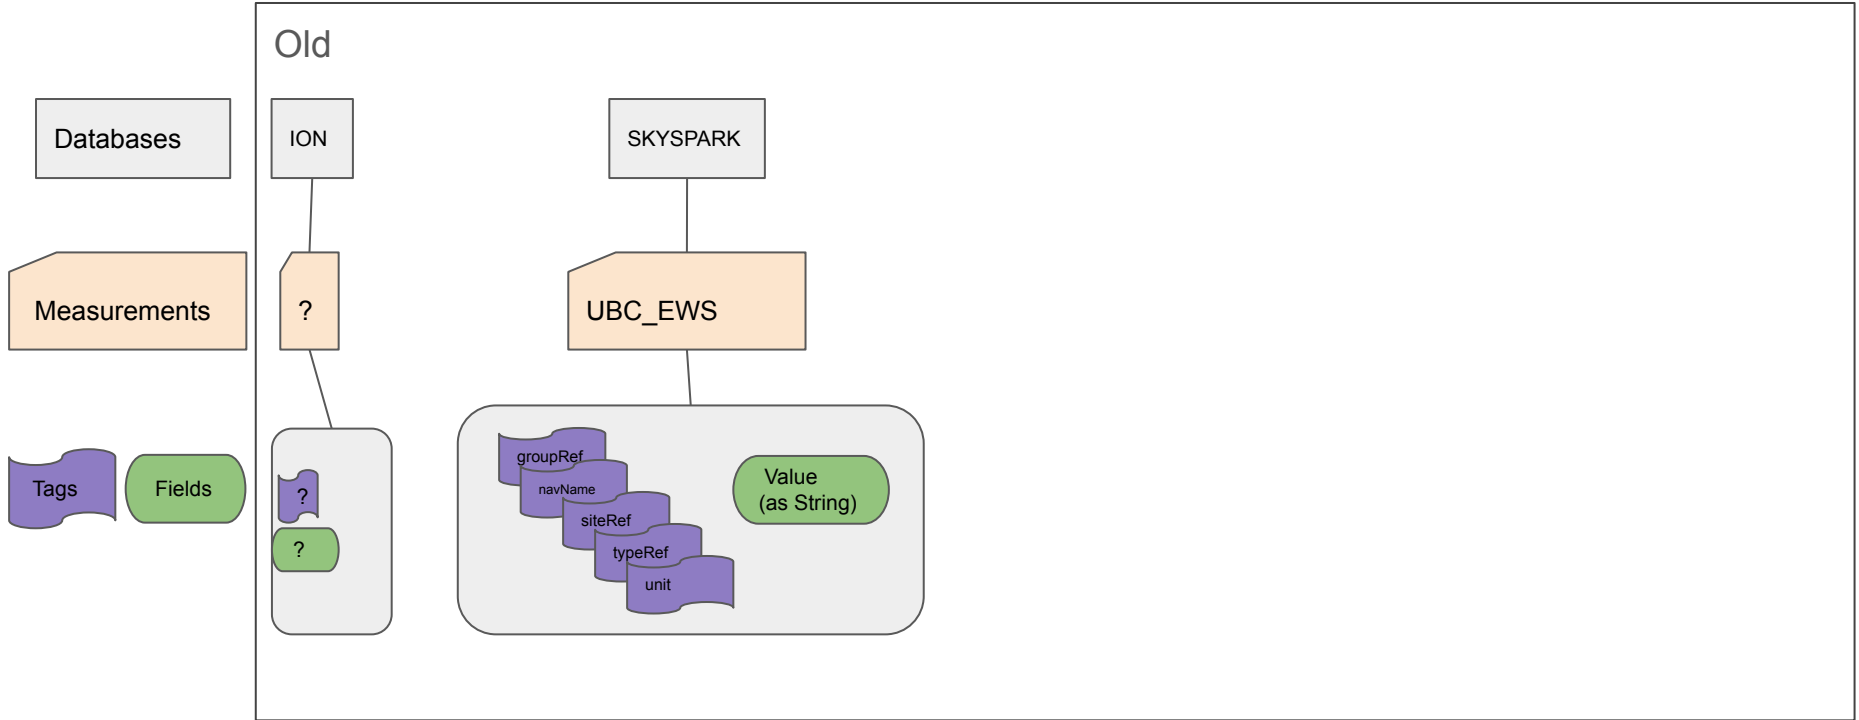 Old
Databases
ION
SKYSPARK
Measurements
?
UBC_EWS
Tags
Fields
?
?
groupRef
navName
siteRef
typeRef
unit
Value
(as String)